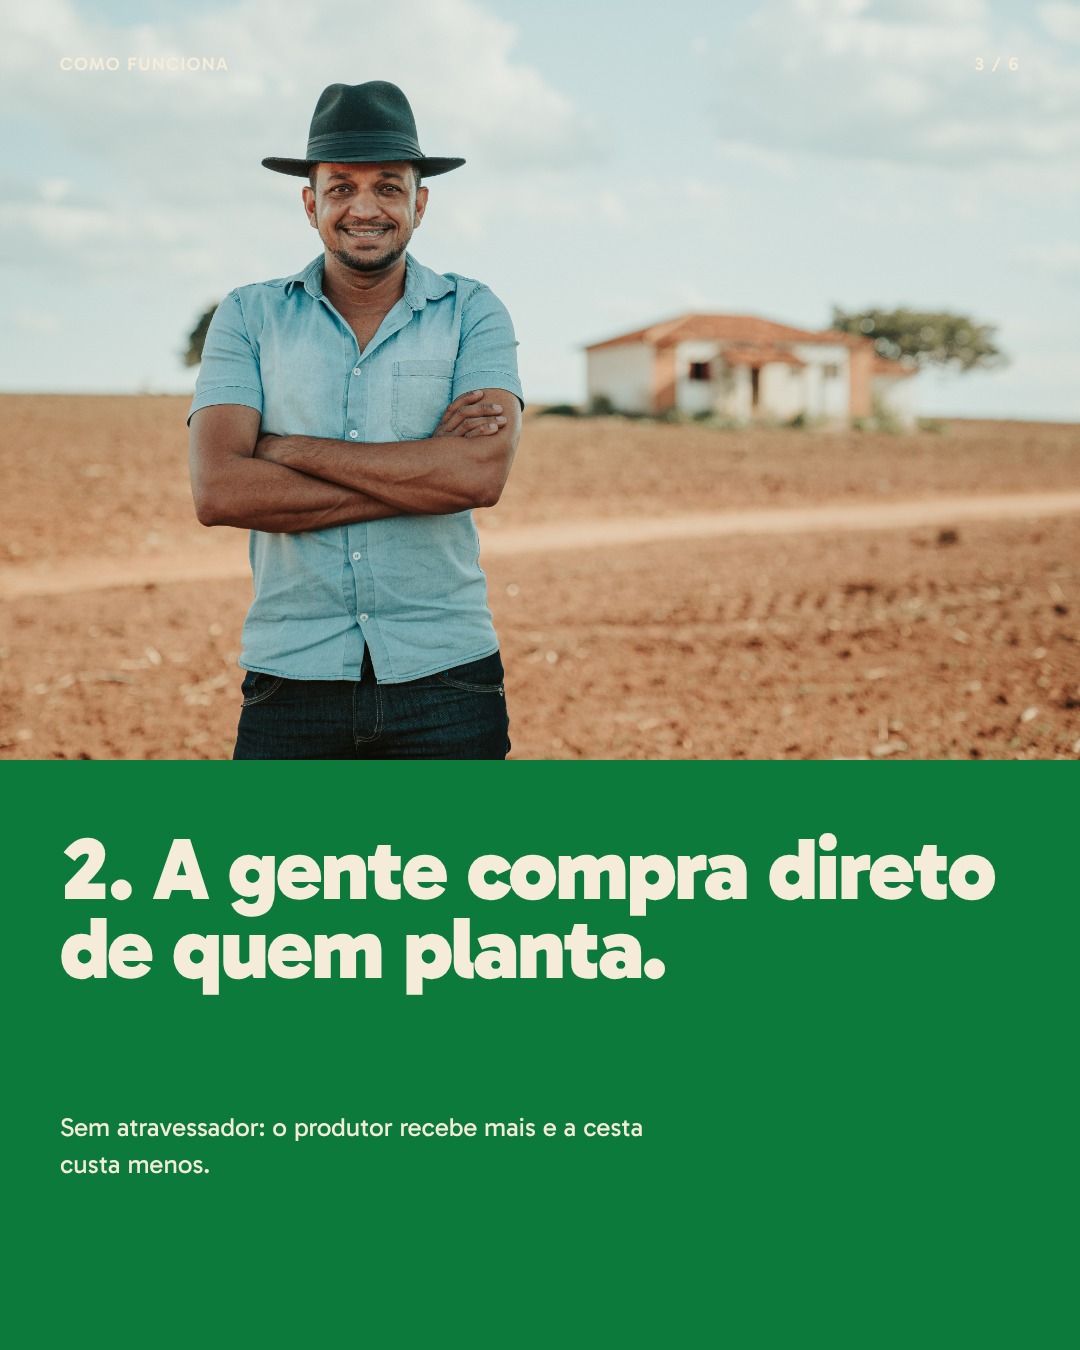 COMO FUNCIONA
3 / 6
2. A gente compra direto
de quem planta.
Sem atravessador: o produtor recebe mais e a cesta
custa menos.